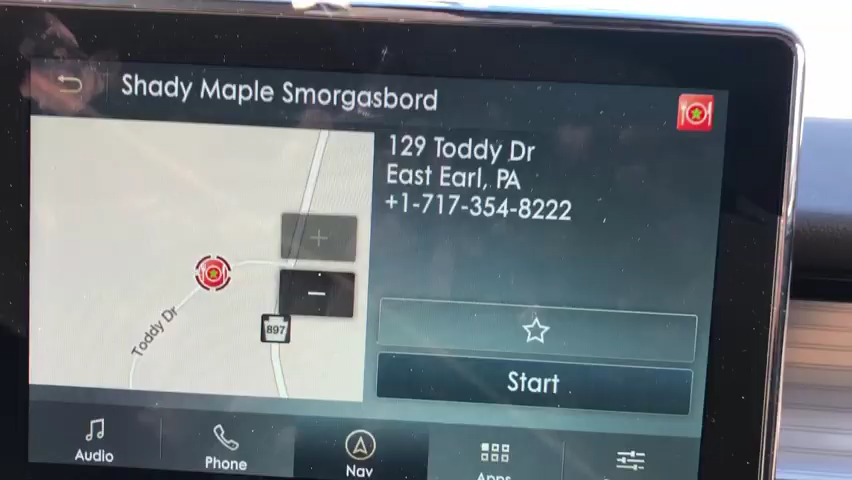 Shady Maple Smorgasbord
129 Toddy Dr
East Earl, PA
+1-717-354-8222
Toddy Dr
897
Start
Audio
Phone
Nav
Apps